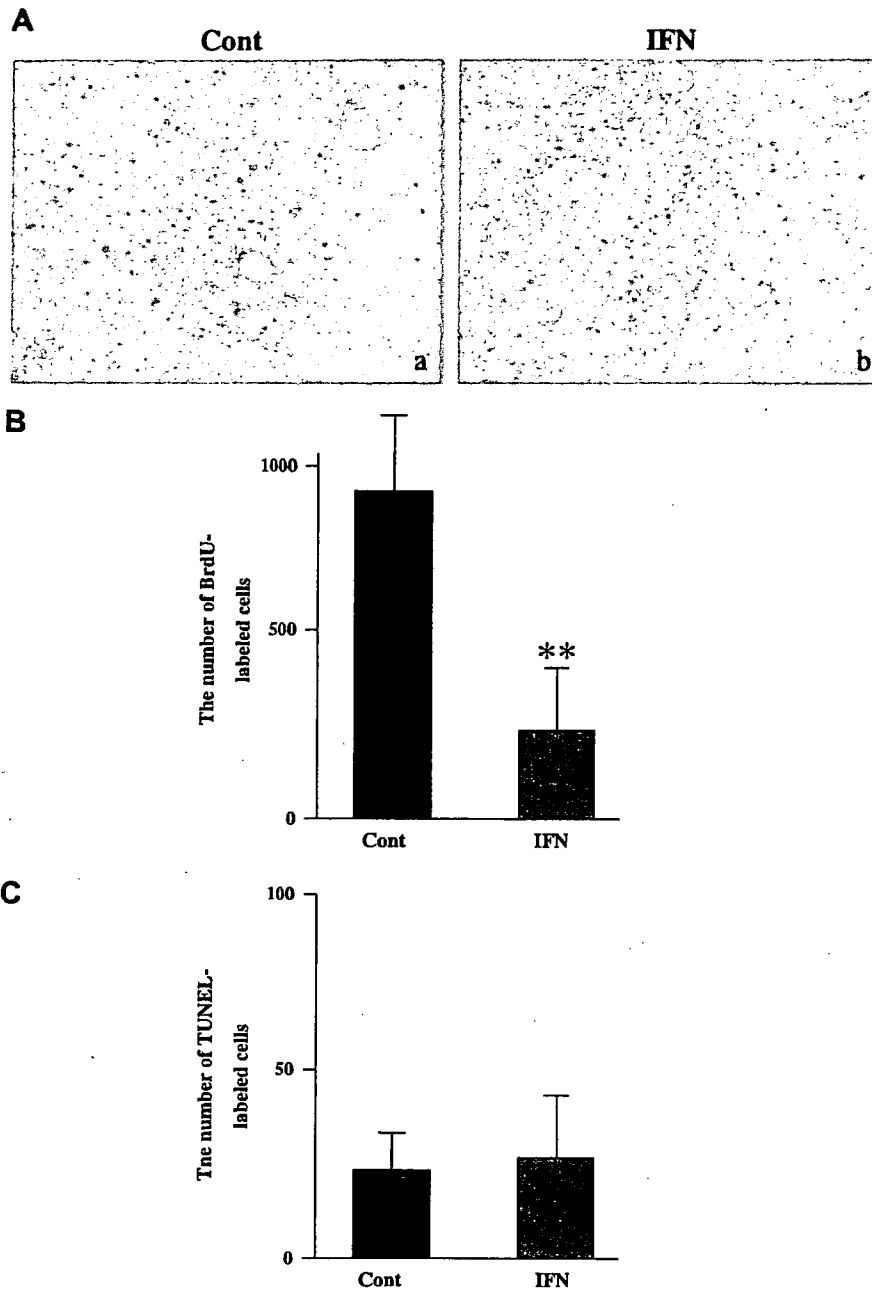 A
Cont
IFN
a
b
B
1000
500
0
The number of BrdU-
labeled cells
**
Cont
IFN
C
100
50
0
Tne number of TUNEL-
labeled cells
Cont
IFN